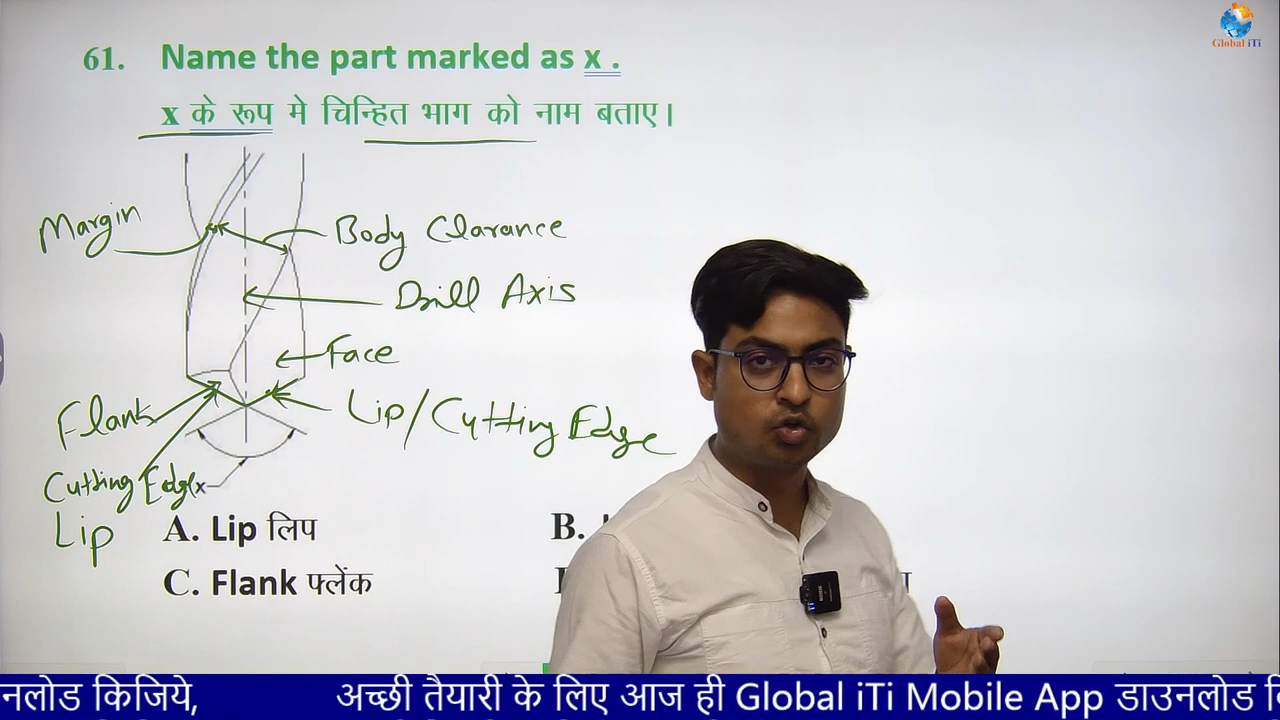 Global iTi
61. Name the part marked as x .
x के रूप मे चिन्हित भाग को नाम बताए।
Margin
Body Clarance
Drill Axis
Face
Flank
Lip/Cutting Edge
Cutting Edge
x
Lip
A. Lip लिप
B.
C. Flank फ्लेंक
नलोड किजिये, अच्छी तैयारी के लिए आज ही Global iTi Mobile App डाउनलोड